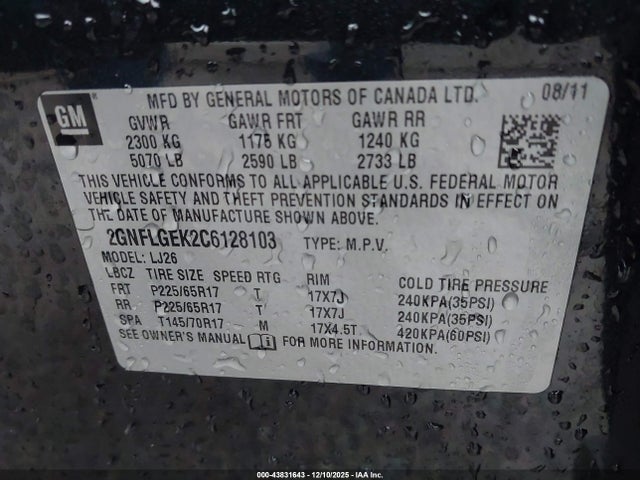 GM
MFD BY GENERAL MOTORS OF CANADA LTD. 08/11
GVWR GAWR FRT GAWR RR
2300 KG 1175 KG 1240 KG
5070 LB 2590 LB 2733 LB
THIS VEHICLE CONFORMS TO ALL APPLICABLE U.S. FEDERAL MOTOR
VEHICLE SAFETY AND THEFT PREVENTION STANDARDS IN EFFECT ON
THE DATE OF MANUFACTURE SHOWN ABOVE.
2GNFLGEK2C6128103 TYPE: M.P.V.
MODEL: LJ26
LBCZ TIRE SIZE SPEED RTG RIM COLD TIRE PRESSURE
FRT P225/65R17 T 17X7J 240KPA(35PSI)
RR P225/65R17 T 17X7J 240KPA(35PSI)
SPA T145/70R17 M 17X4.5T 420KPA(60PSI)
SEE OWNER'S MANUAL FOR MORE INFORMATION.
000-43831643 - 12/10/2025 - IAA Inc.